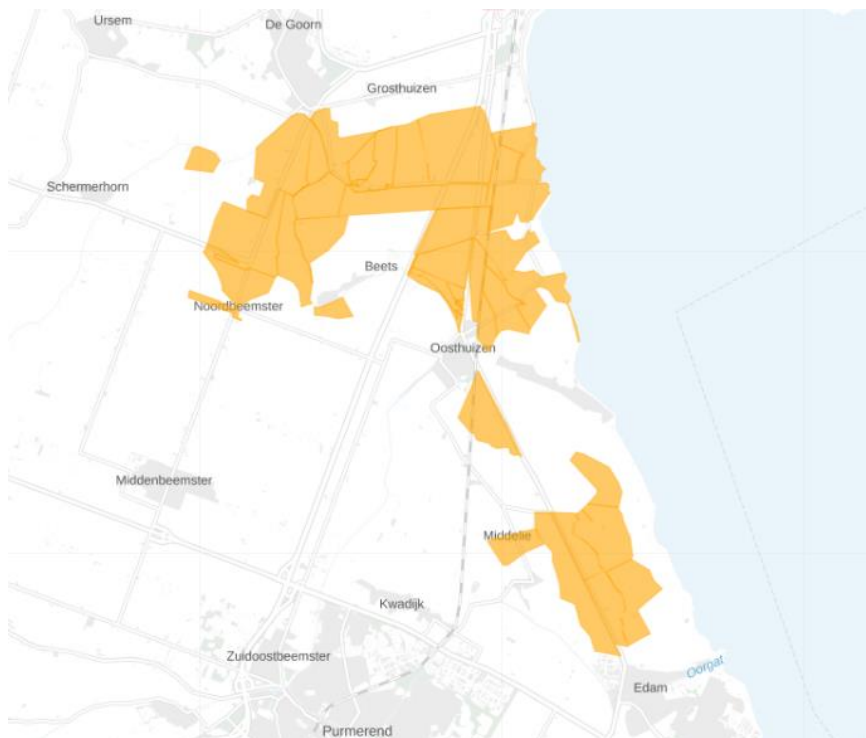 Ursem
De Goorn
Grosthuizen
Schermerhorn
Beets
Noordbeemster
Oosthuizen
Middenbeemster
Middelie
Kwadijk
Zuidoostbeemster
Oorgat
Edam
Purmerend